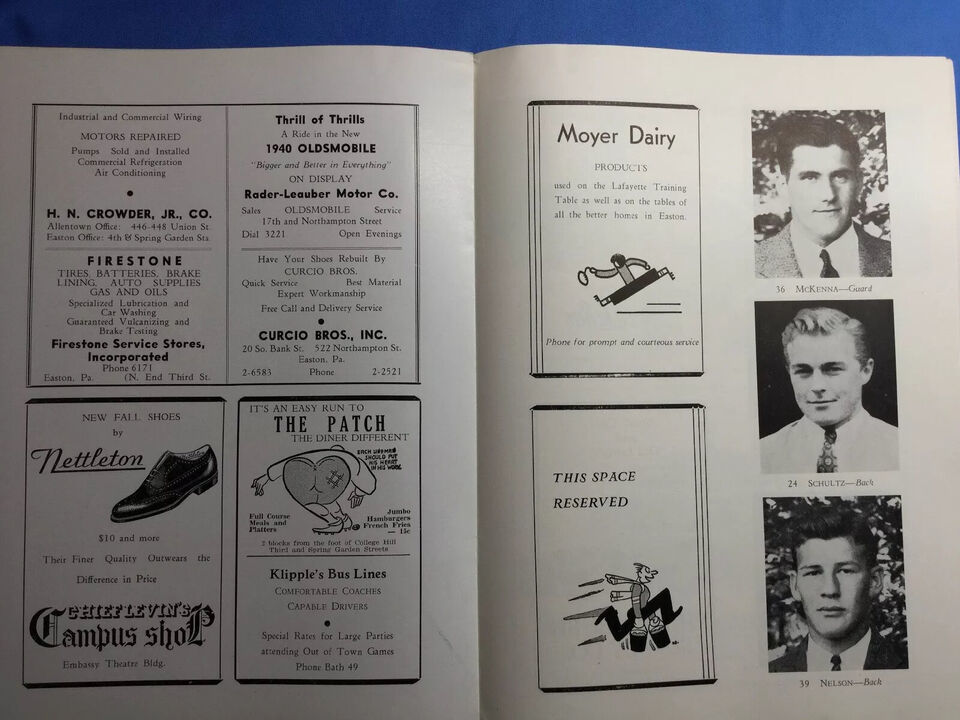 Industrial and Commercial Wiring
MOTORS REPAIRED
Pumps Sold and Installed
Commercial Refrigeration
Air Conditioning
H. N. CROWDER, JR., CO.
Allentown Office: 446-448 Union St.
Easton Office: 4th & Spring Garden Sts.
FIRESTONE
TIRES, BATTERIES, BRAKE
LINING, AUTO SUPPLIES
GAS AND OILS
Specialized Lubrication and
Car Washing
Guaranteed Vulcanizing and
Brake Testing
Firestone Service Stores,
Incorporated
Phone 6171
Easton, Pa. (N. End Third St.
Thrill of Thrills
A Ride in the New
1940 OLDSMOBILE
"Bigger and Better in Everything"
ON DISPLAY
Rader-Leauber Motor Co.
Sales OLDSMOBILE Service
17th and Northampton Street
Dial 3221 Open Evenings
Have Your Shoes Rebuilt By
CURCIO BROS.
Quick Service Best Material
Expert Workmanship
Free Call and Delivery Service
CURCIO BROS., INC.
20 So. Bank St. 522 Northampton St.
Easton, Pa.
2-6583 Phone 2-2521
NEW FALL SHOES
by
Nettleton
$10 and more
Their Finer Quality Outwears the
Difference in Price
CHIEF LEVIN'S
Campus shoP
Embassy Theatre Bldg.
IT'S AN EASY RUN TO
THE PATCH
THE DINER DIFFERENT
EACH MAN
SHOULD PUT
HIS HEART
IN HIS WORK
Full Course
Meals and
Platters
Jumbo
Hamburgers
French Fries
— 15c
2 blocks from the foot of College Hill
Third and Spring Garden Streets
Klipple's Bus Lines
COMFORTABLE COACHES
CAPABLE DRIVERS
Special Rates for Large Parties
attending Out of Town Games
Phone Bath 49
Moyer Dairy
PRODUCTS
used on the Lafayette Training
Table as well as on the tables of
all the better homes in Easton.
Phone for prompt and courteous service
THIS SPACE
RESERVED
36 MCKENNA—Guard
24 SCHULTZ—Back
39 NELSON—Back